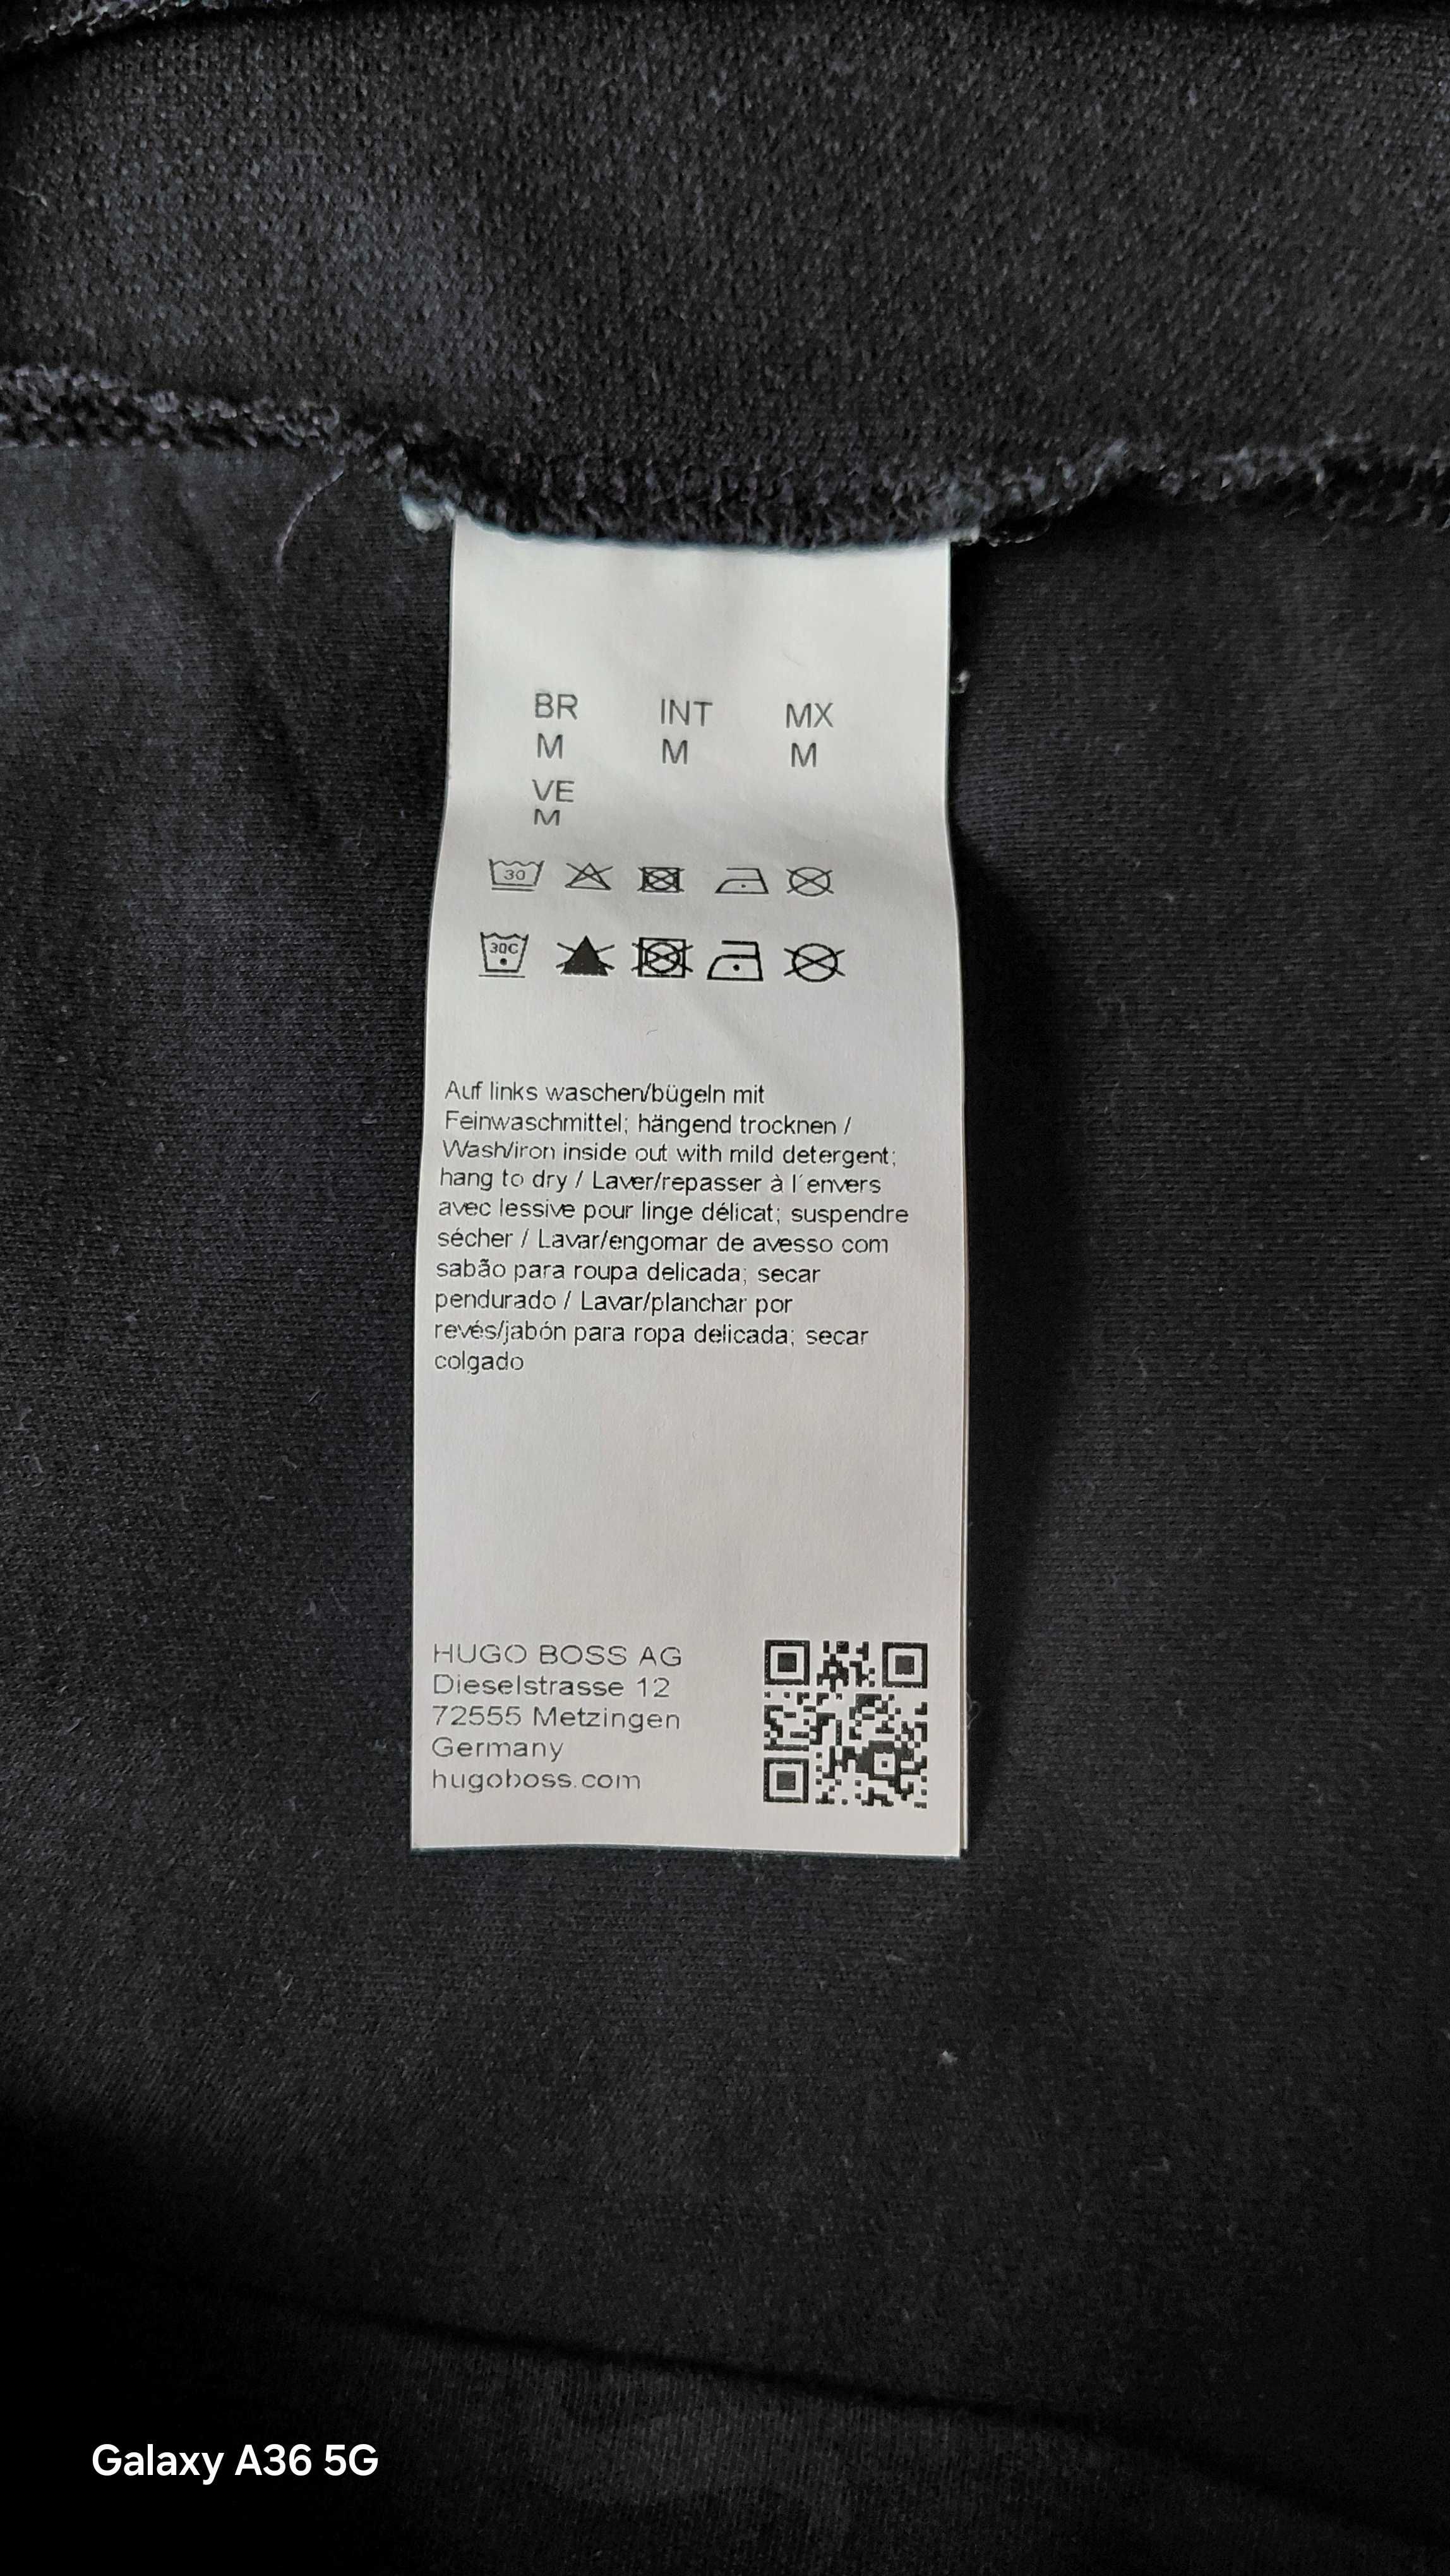 BR INT MX
M M M
VE
M
30
30C
Auf links waschen/bügeln mit
Feinwaschmittel; hängend trocknen /
Wash/iron inside out with mild detergent;
hang to dry / Laver/repasser à l´envers
avec lessive pour linge délicat; suspendre
sécher / Lavar/engomar de avesso com
sabão para roupa delicada; secar
pendurado / Lavar/planchar por
revés/jabón para ropa delicada; secar
colgado
HUGO BOSS AG
Dieselstrasse 12
72555 Metzingen
Germany
hugoboss.com
Galaxy A36 5G